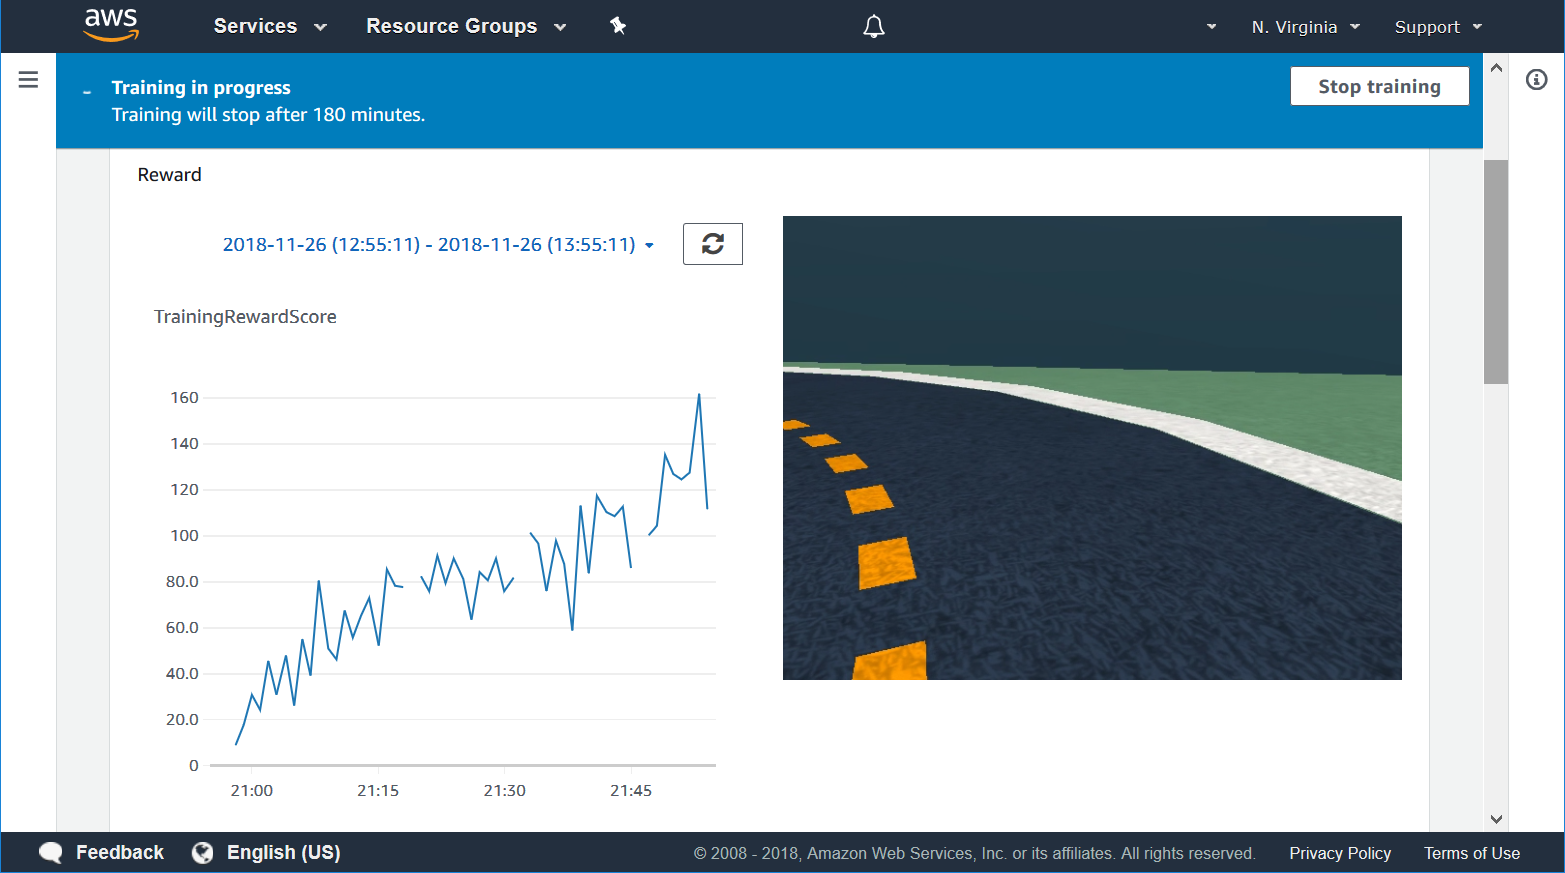 aws Services Resource Groups N. Virginia Support
Training in progress
Training will stop after 180 minutes.
Stop training
Reward
2018-11-26 (12:55:11) - 2018-11-26 (13:55:11)
TrainingRewardScore
160
140
120
100
80.0
60.0
40.0
20.0
0
21:00 21:15 21:30 21:45
Feedback English (US) © 2008 - 2018, Amazon Web Services, Inc. or its affiliates. All rights reserved. Privacy Policy Terms of Use